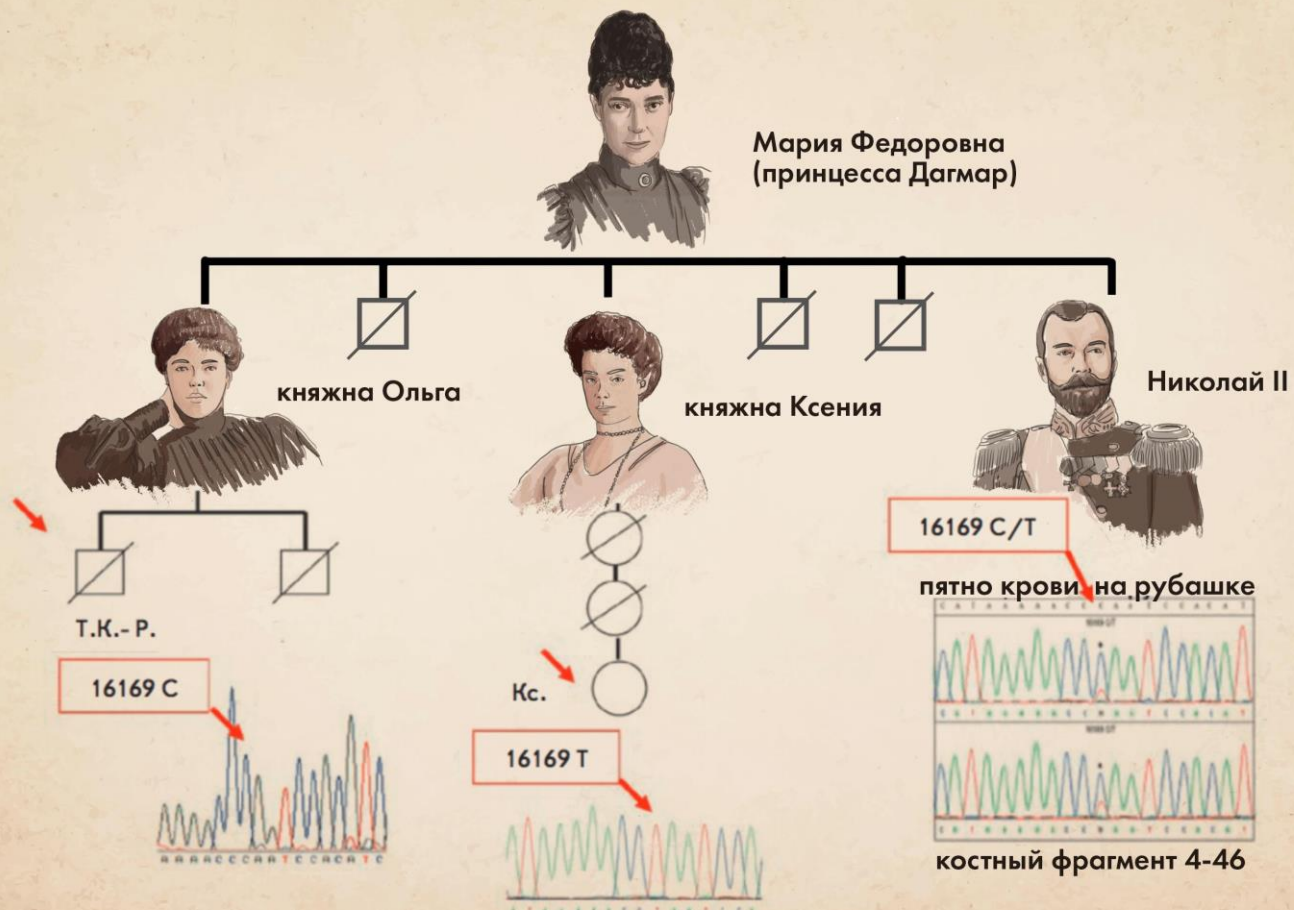 Мария Федоровна
(принцесса Дагмар)
княжна Ольга
княжна Ксения
Николай II
16169 С/Т
пятно крови на рубашке
Т.К.- Р.
16169 С
Кс.
16169 Т
A A A A C C C A A T C C A C A T C
костный фрагмент 4-46